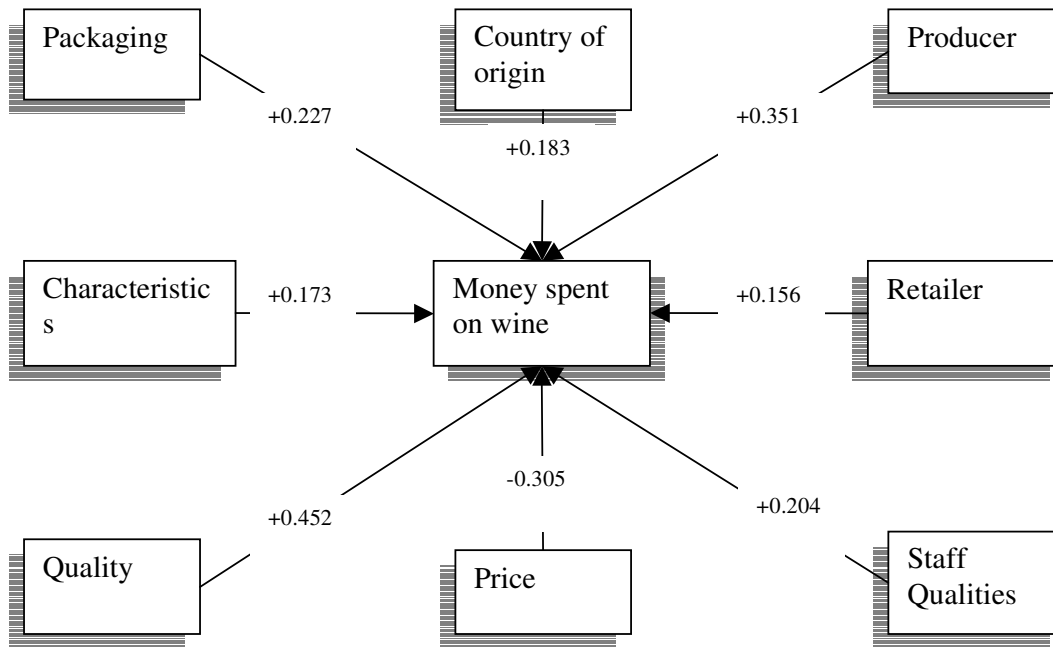 Packaging
Country of
origin
Producer
+0.227
+0.183
+0.351
Characteristic
s
+0.173
Money spent
on wine
+0.156
Retailer
+0.452
-0.305
+0.204
Quality
Price
Staff
Qualities